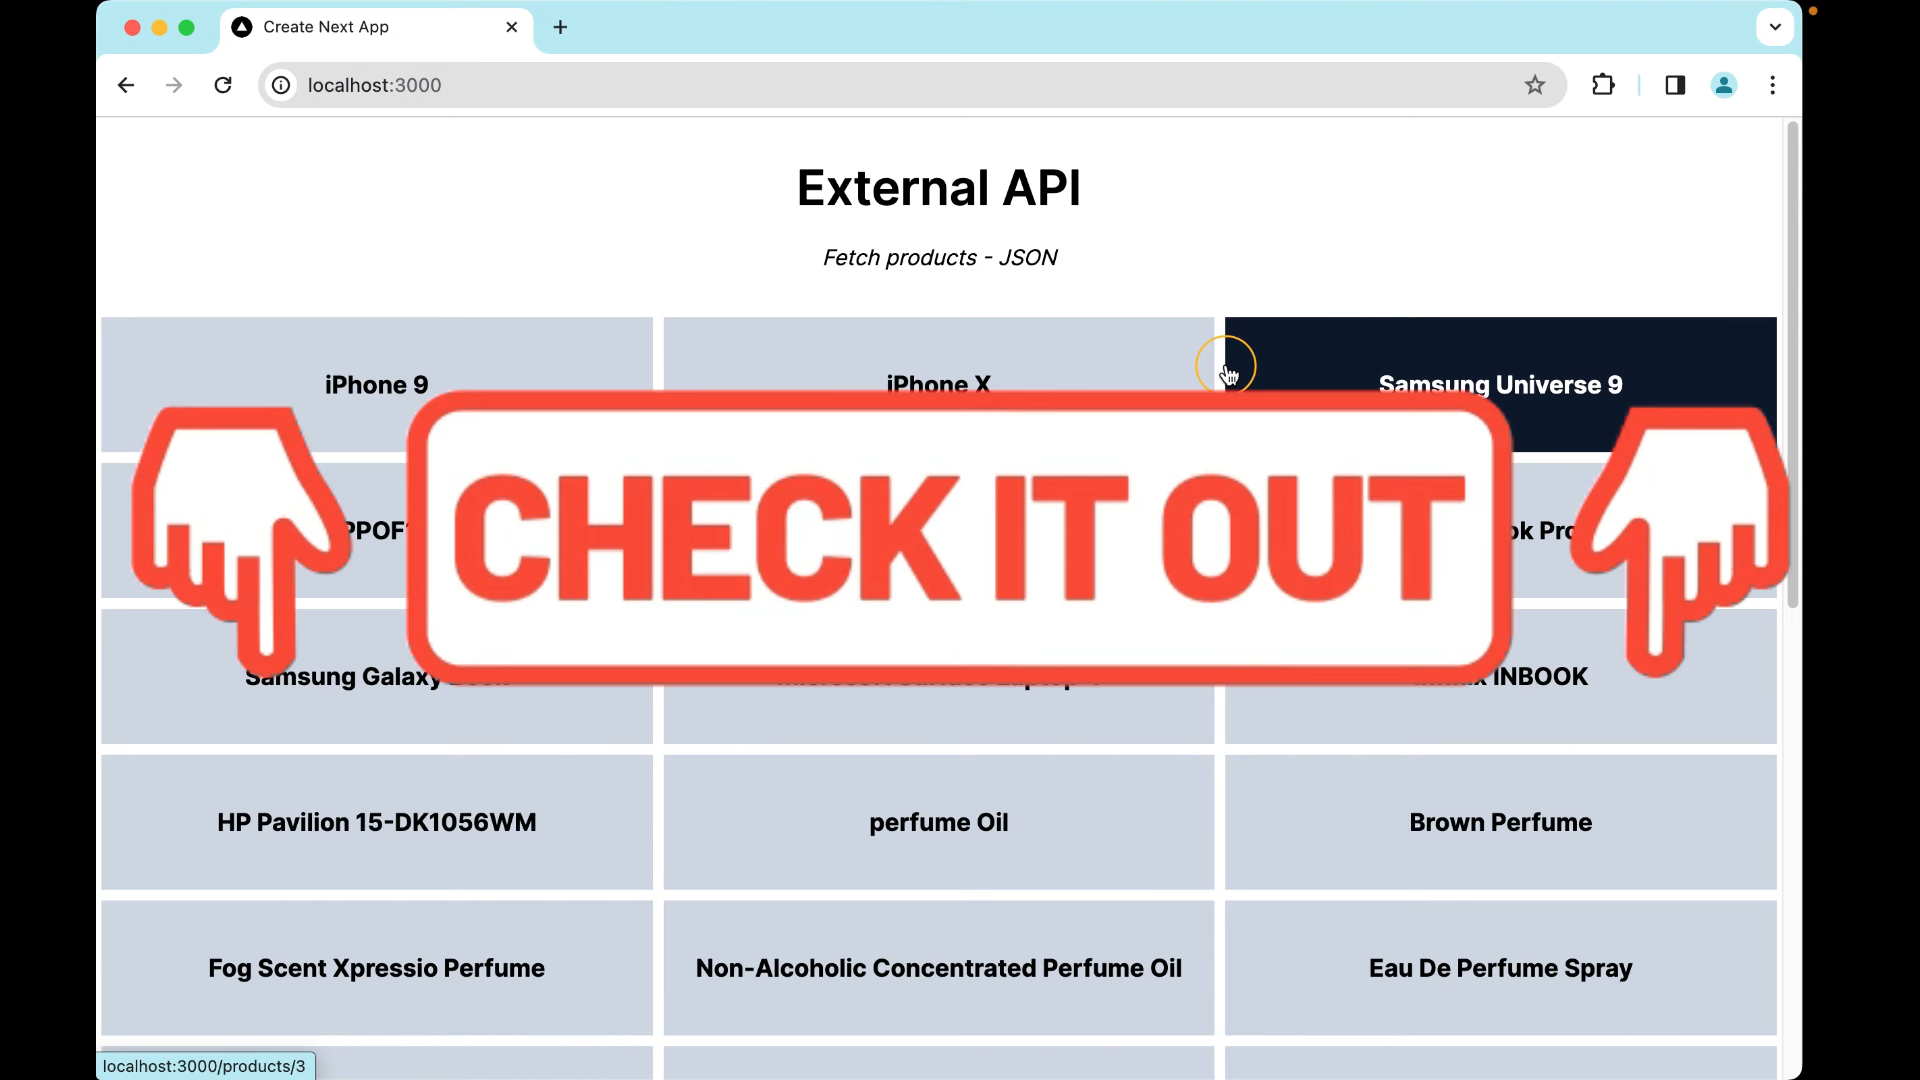 Create Next App
localhost:3000
External API
Fetch products - JSON
iPhone 9
iPhone X
Samsung Universe 9
CHECK IT OUT
Samsung Galaxy
INBOOK
HP Pavilion 15-DK1056WM
perfume Oil
Brown Perfume
Fog Scent Xpressio Perfume
Non-Alcoholic Concentrated Perfume Oil
Eau De Perfume Spray
localhost:3000/products/3